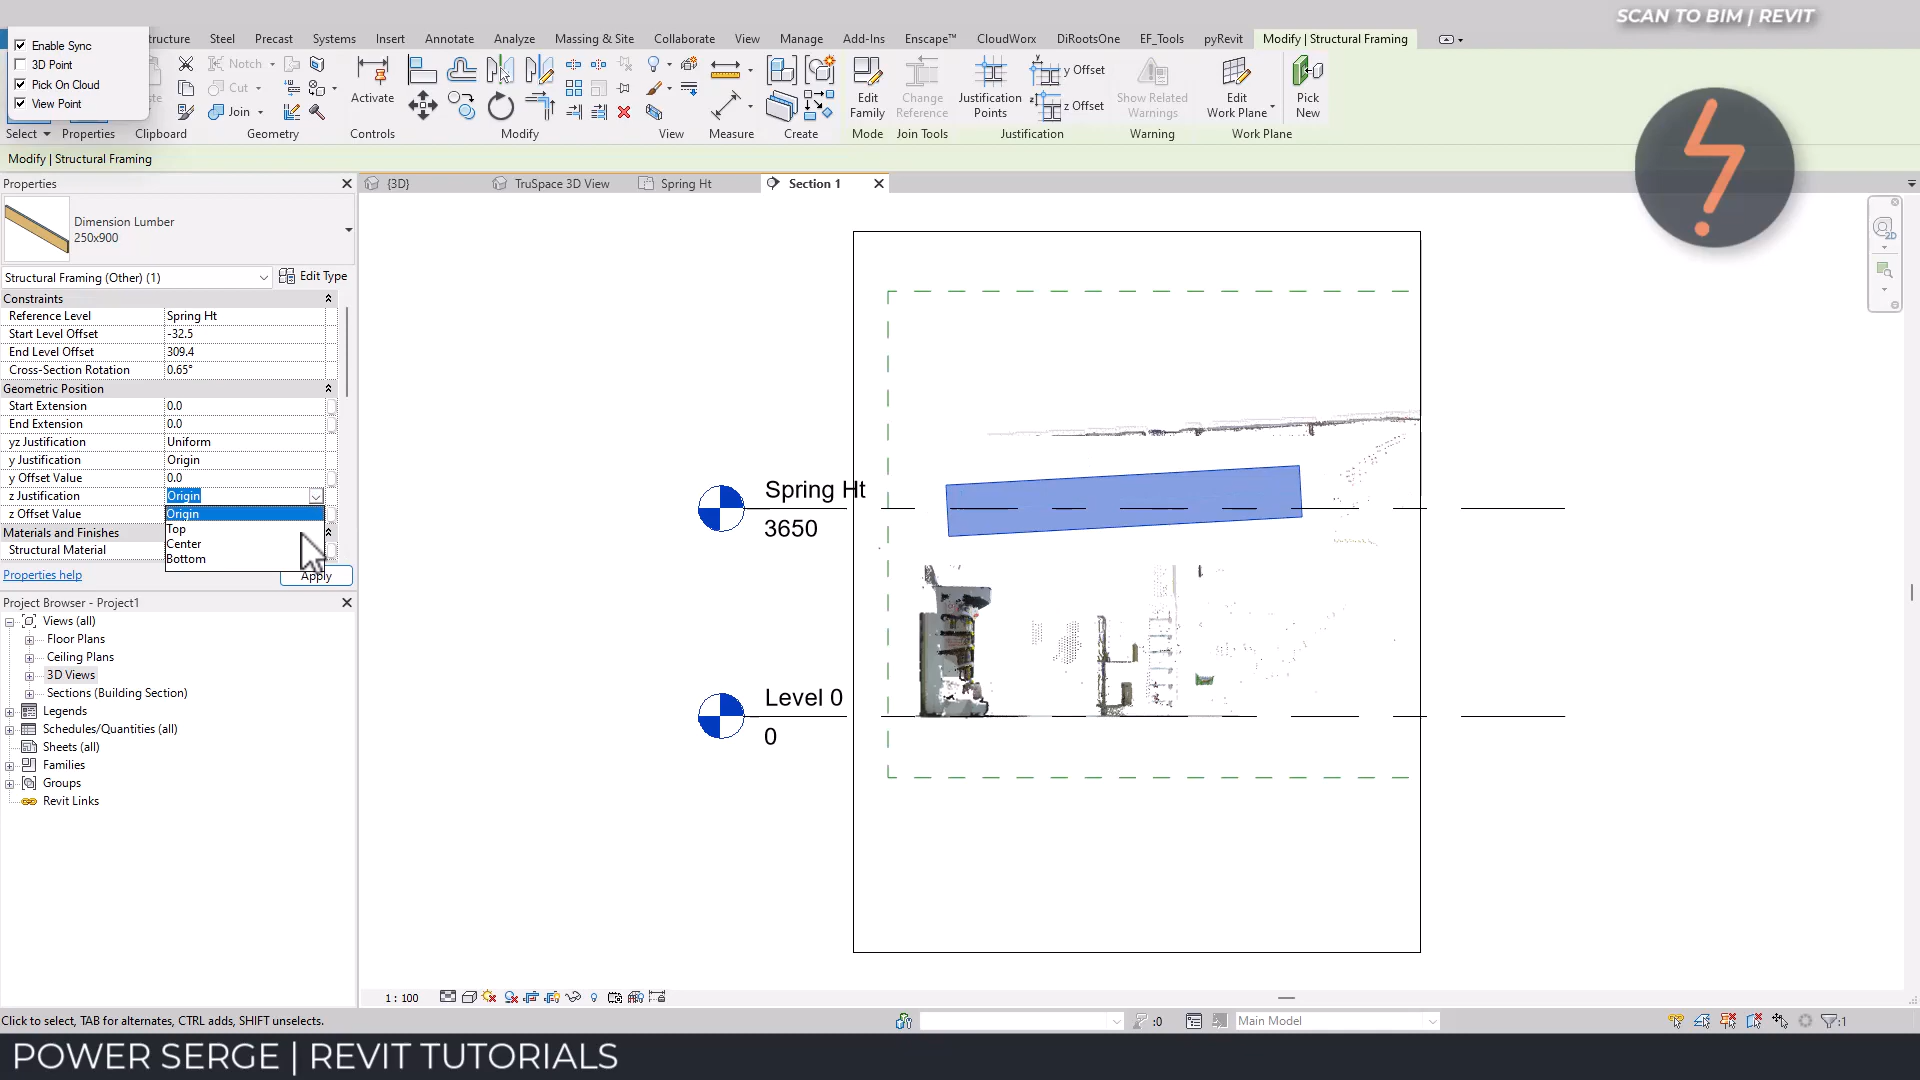 SCAN TO BIM | REVIT
Enable Sync
3D Point
Pick On Cloud
View Point
Steel
Precast
Systems
Insert
Annotate
Analyze
Massing & Site
Collaborate
View
Manage
Add-Ins
Enscape™
CloudWorx
DiRootsOne
EF_Tools
pyRevit
Modify | Structural Framing
Notch
Cut
Join
Activate
Edit
Family
Change
Reference
Justification
Points
y Offset
z Offset
Show Related
Warnings
Edit
Work Plane
Pick
New
Select
Properties
Clipboard
Geometry
Controls
Modify
View
Measure
Create
Mode
Join Tools
Justification
Warning
Work Plane
Modify | Structural Framing
Properties
{3D}
TruSpace 3D View
Spring Ht
Section 1
Dimension Lumber
250x900
Structural Framing (Other) (1)
Edit Type
Constraints
Reference Level Spring Ht
Start Level Offset -32.5
End Level Offset 309.4
Cross-Section Rotation 0.65°
Geometric Position
Start Extension 0.0
End Extension 0.0
yz Justification Uniform
y Justification Origin
y Offset Value 0.0
z Justification Origin
z Offset Value
Origin
Top
Center
Bottom
Materials and Finishes
Structural Material
Properties help
Apply
Project Browser - Project1
Views (all)
Floor Plans
Ceiling Plans
3D Views
Sections (Building Section)
Legends
Schedules/Quantities (all)
Sheets (all)
Families
Groups
Revit Links
Spring Ht
3650
Level 0
0
2D
1 : 100
Click to select, TAB for alternates, CTRL adds, SHIFT unselects.
:0
Main Model
:1
POWER SERGE | REVIT TUTORIALS